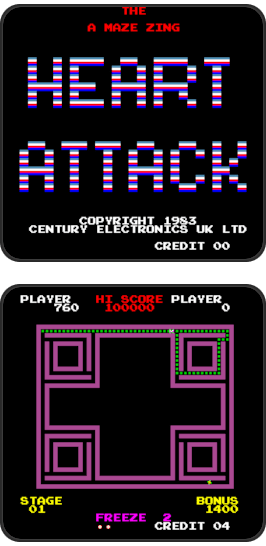 THE
A MAZE ZING
HEART
ATTACK
COPYRIGHT 1983
CENTURY ELECTRONICS UK LTD
CREDIT 00
PLAYER HI SCORE PLAYER
760 100000 0
STAGE BONUS
01 1400
FREEZE 2
CREDIT 04